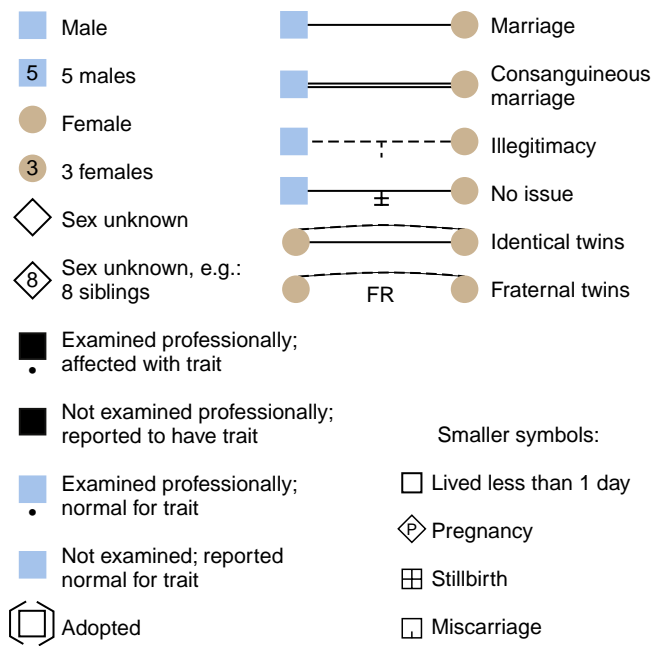 Male
5
5 males
Female
3
3 females
Sex unknown
8
Sex unknown, e.g.:
8 siblings
Examined professionally;
affected with trait
Not examined professionally;
reported to have trait
Examined professionally;
normal for trait
Not examined; reported
normal for trait
Adopted
Marriage
Consanguineous
marriage
Illegitimacy
No issue
Identical twins
FR
Fraternal twins
Smaller symbols:
Lived less than 1 day
P
Pregnancy
Stillbirth
Miscarriage